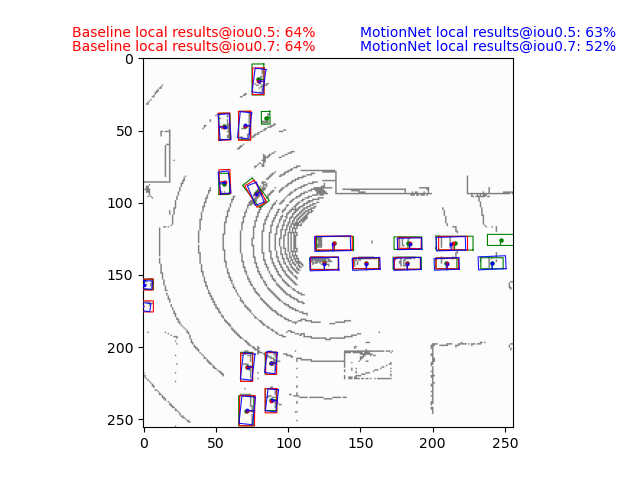 Baseline local results@iou0.5: 64%
Baseline local results@iou0.7: 64%
MotionNet local results@iou0.5: 63%
MotionNet local results@iou0.7: 52%
0
50
100
150
200
250
0 50 100 150 200 250